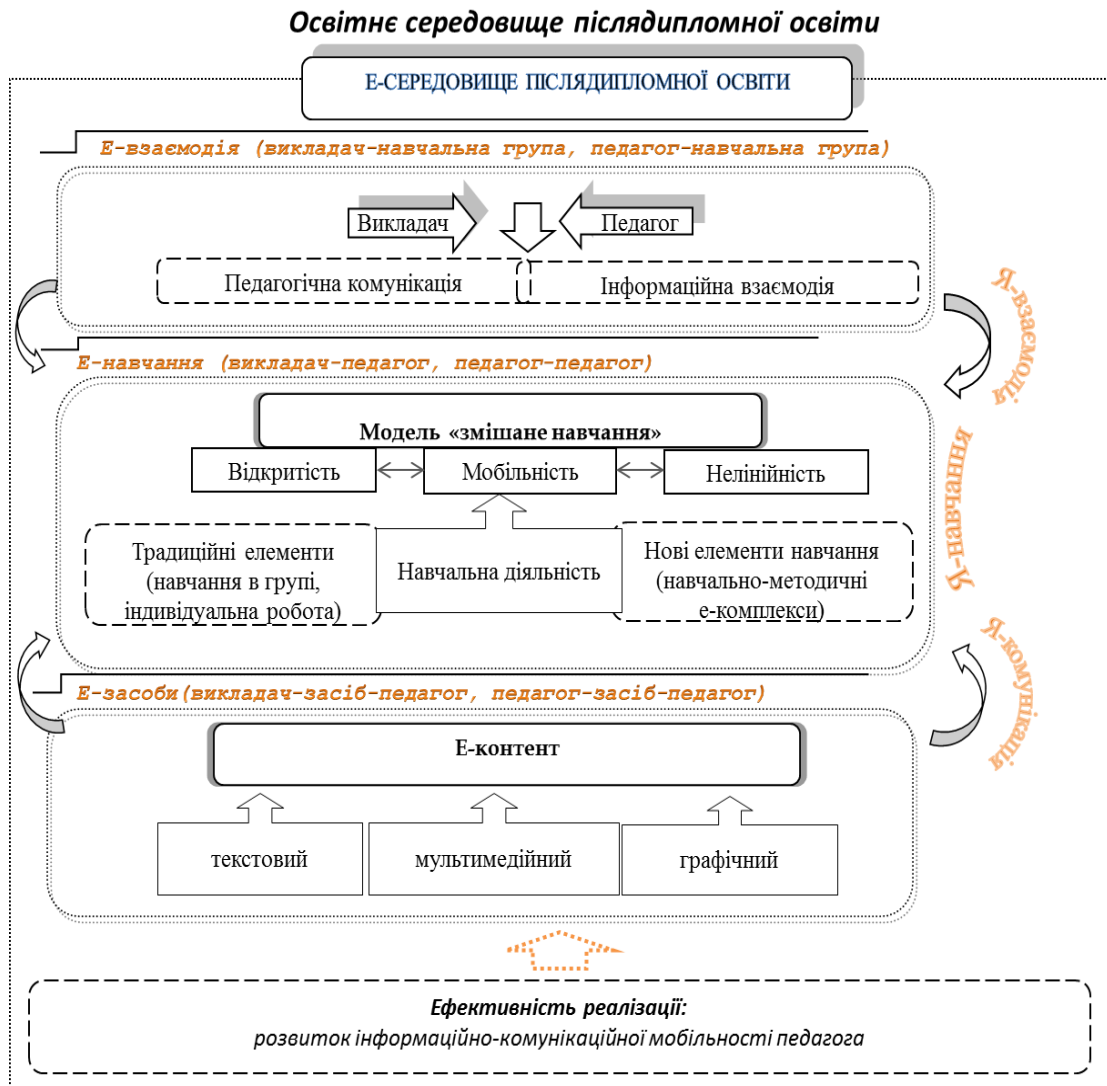 Освітнє середовище післядипломної освіти
Е-СЕРЕДОВИЩЕ ПІСЛЯДИПЛОМНОЇ ОСВІТИ
Е-взаємодія (викладач-навчальна група, педагог-навчальна група)
Викладач
Педагог
Педагогічна комунікація
Інформаційна взаємодія
Я-взаємодія
Е-навчання (викладач-педагог, педагог-педагог)
Модель «змішане навчання»
Відкритість
Мобільність
Нелінійність
Я-навчання
Традиційні елементи
(навчання в групі,
індивідуальна робота)
Навчальна діяльність
Нові елементи навчання
(навчально-методичні
е-комплекси)
Я-комунікація
Е-засоби(викладач-засіб-педагог, педагог-засіб-педагог)
Е-контент
текстовий
мультимедійний
графічний
Ефективність реалізації:
розвиток інформаційно-комунікаційної мобільності педагога